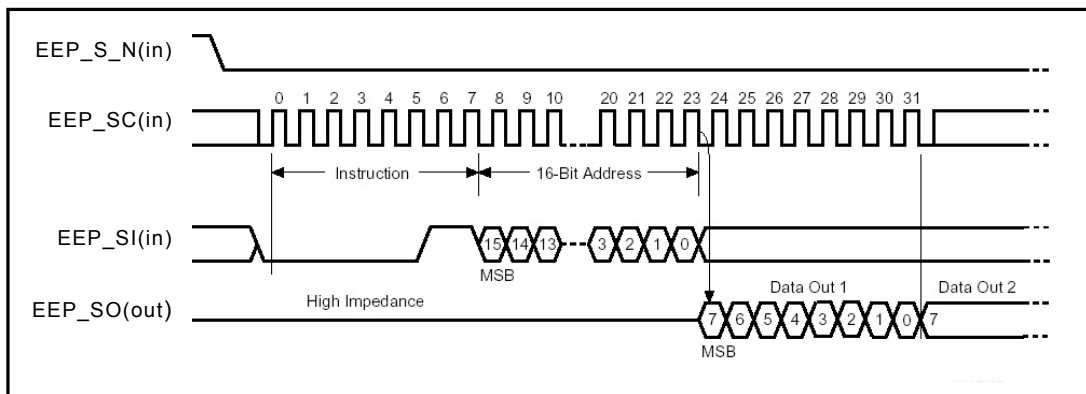 EEP_S_N(in)
0 1 2 3 4 5 6 7 8 9 10 20 21 22 23 24 25 26 27 28 29 30 31
EEP_SC(in)
Instruction 16-Bit Address
EEP_SI(in)
15 14 13 3 2 1 0
MSB
High Impedance Data Out 1 Data Out 2
EEP_SO(out)
7 6 5 4 3 2 1 0 7
MSB